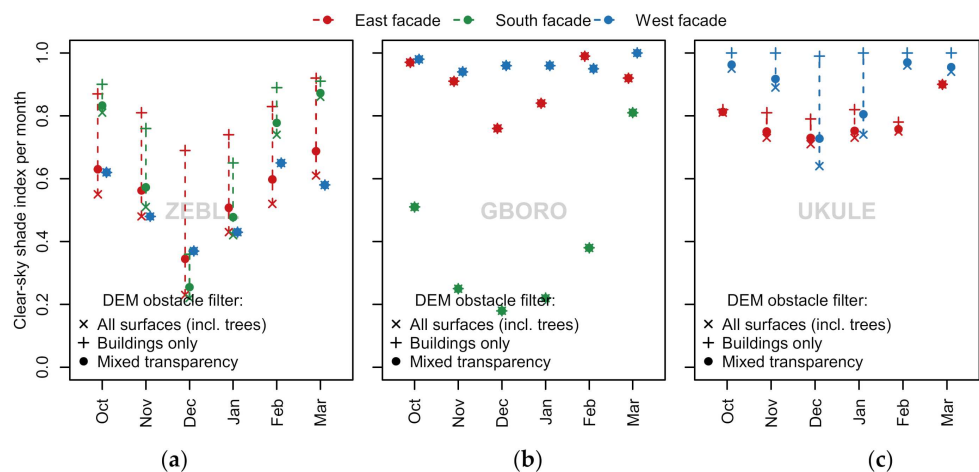 East facade South facade West facade
Clear-sky shade index per month
0.0 0.2 0.4 0.6 0.8 1.0
ZEBL
DEM obstacle filter:
All surfaces (incl. trees)
Buildings only
Mixed transparency
Oct Nov Dec Jan Feb Mar
(a)
GBORO
DEM obstacle filter:
All surfaces (incl. trees)
Buildings only
Mixed transparency
Oct Nov Dec Jan Feb Mar
(b)
UKULE
DEM obstacle filter:
All surfaces (incl. trees)
Buildings only
Mixed transparency
Oct Nov Dec Jan Feb Mar
(c)